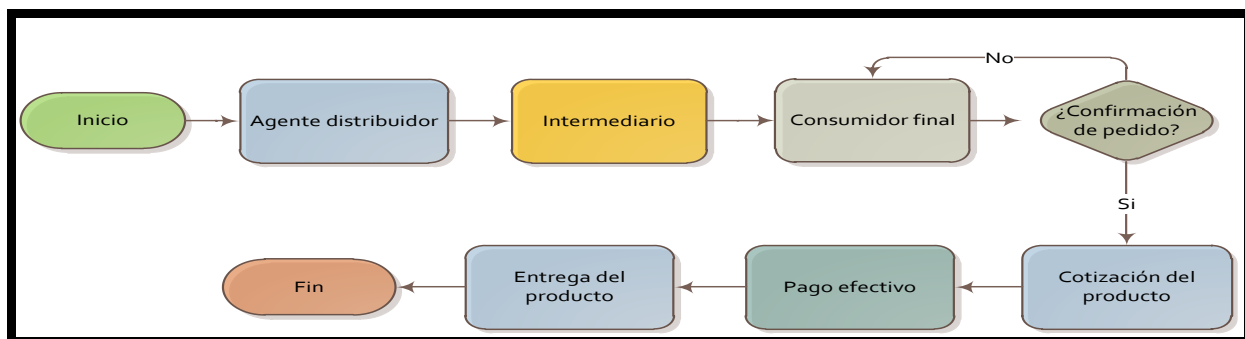 Inicio
Agente distribuidor
Intermediario
Consumidor final
No
¿Confirmación
de pedido?
Si
Cotización del
producto
Pago efectivo
Entrega del
producto
Fin